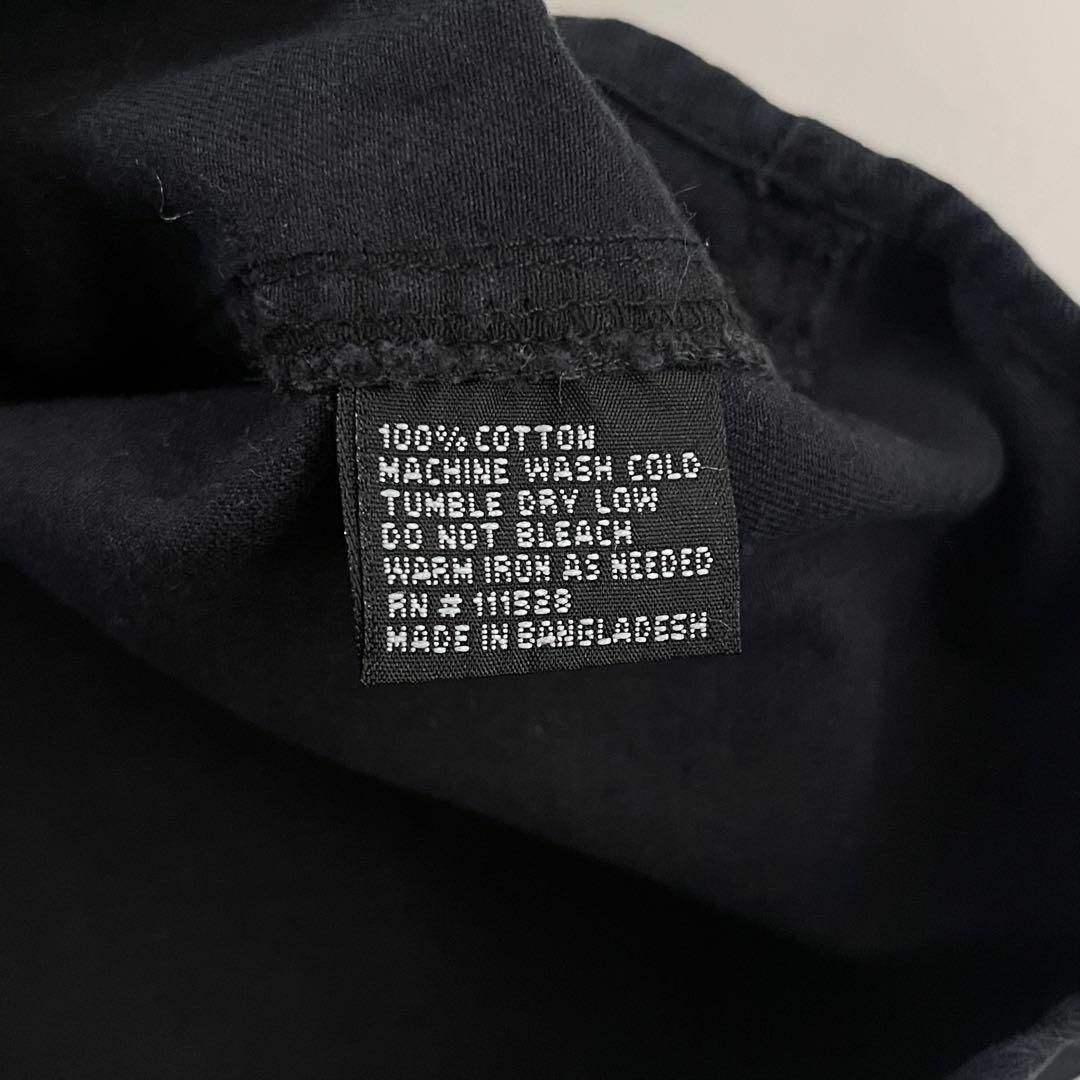 100% COTTON
MACHINE WASH COLD
TUMBLE DRY LOW
DO NOT BLEACH
WARM IRON AS NEEDED
RN #
MADE IN BANGLADESH